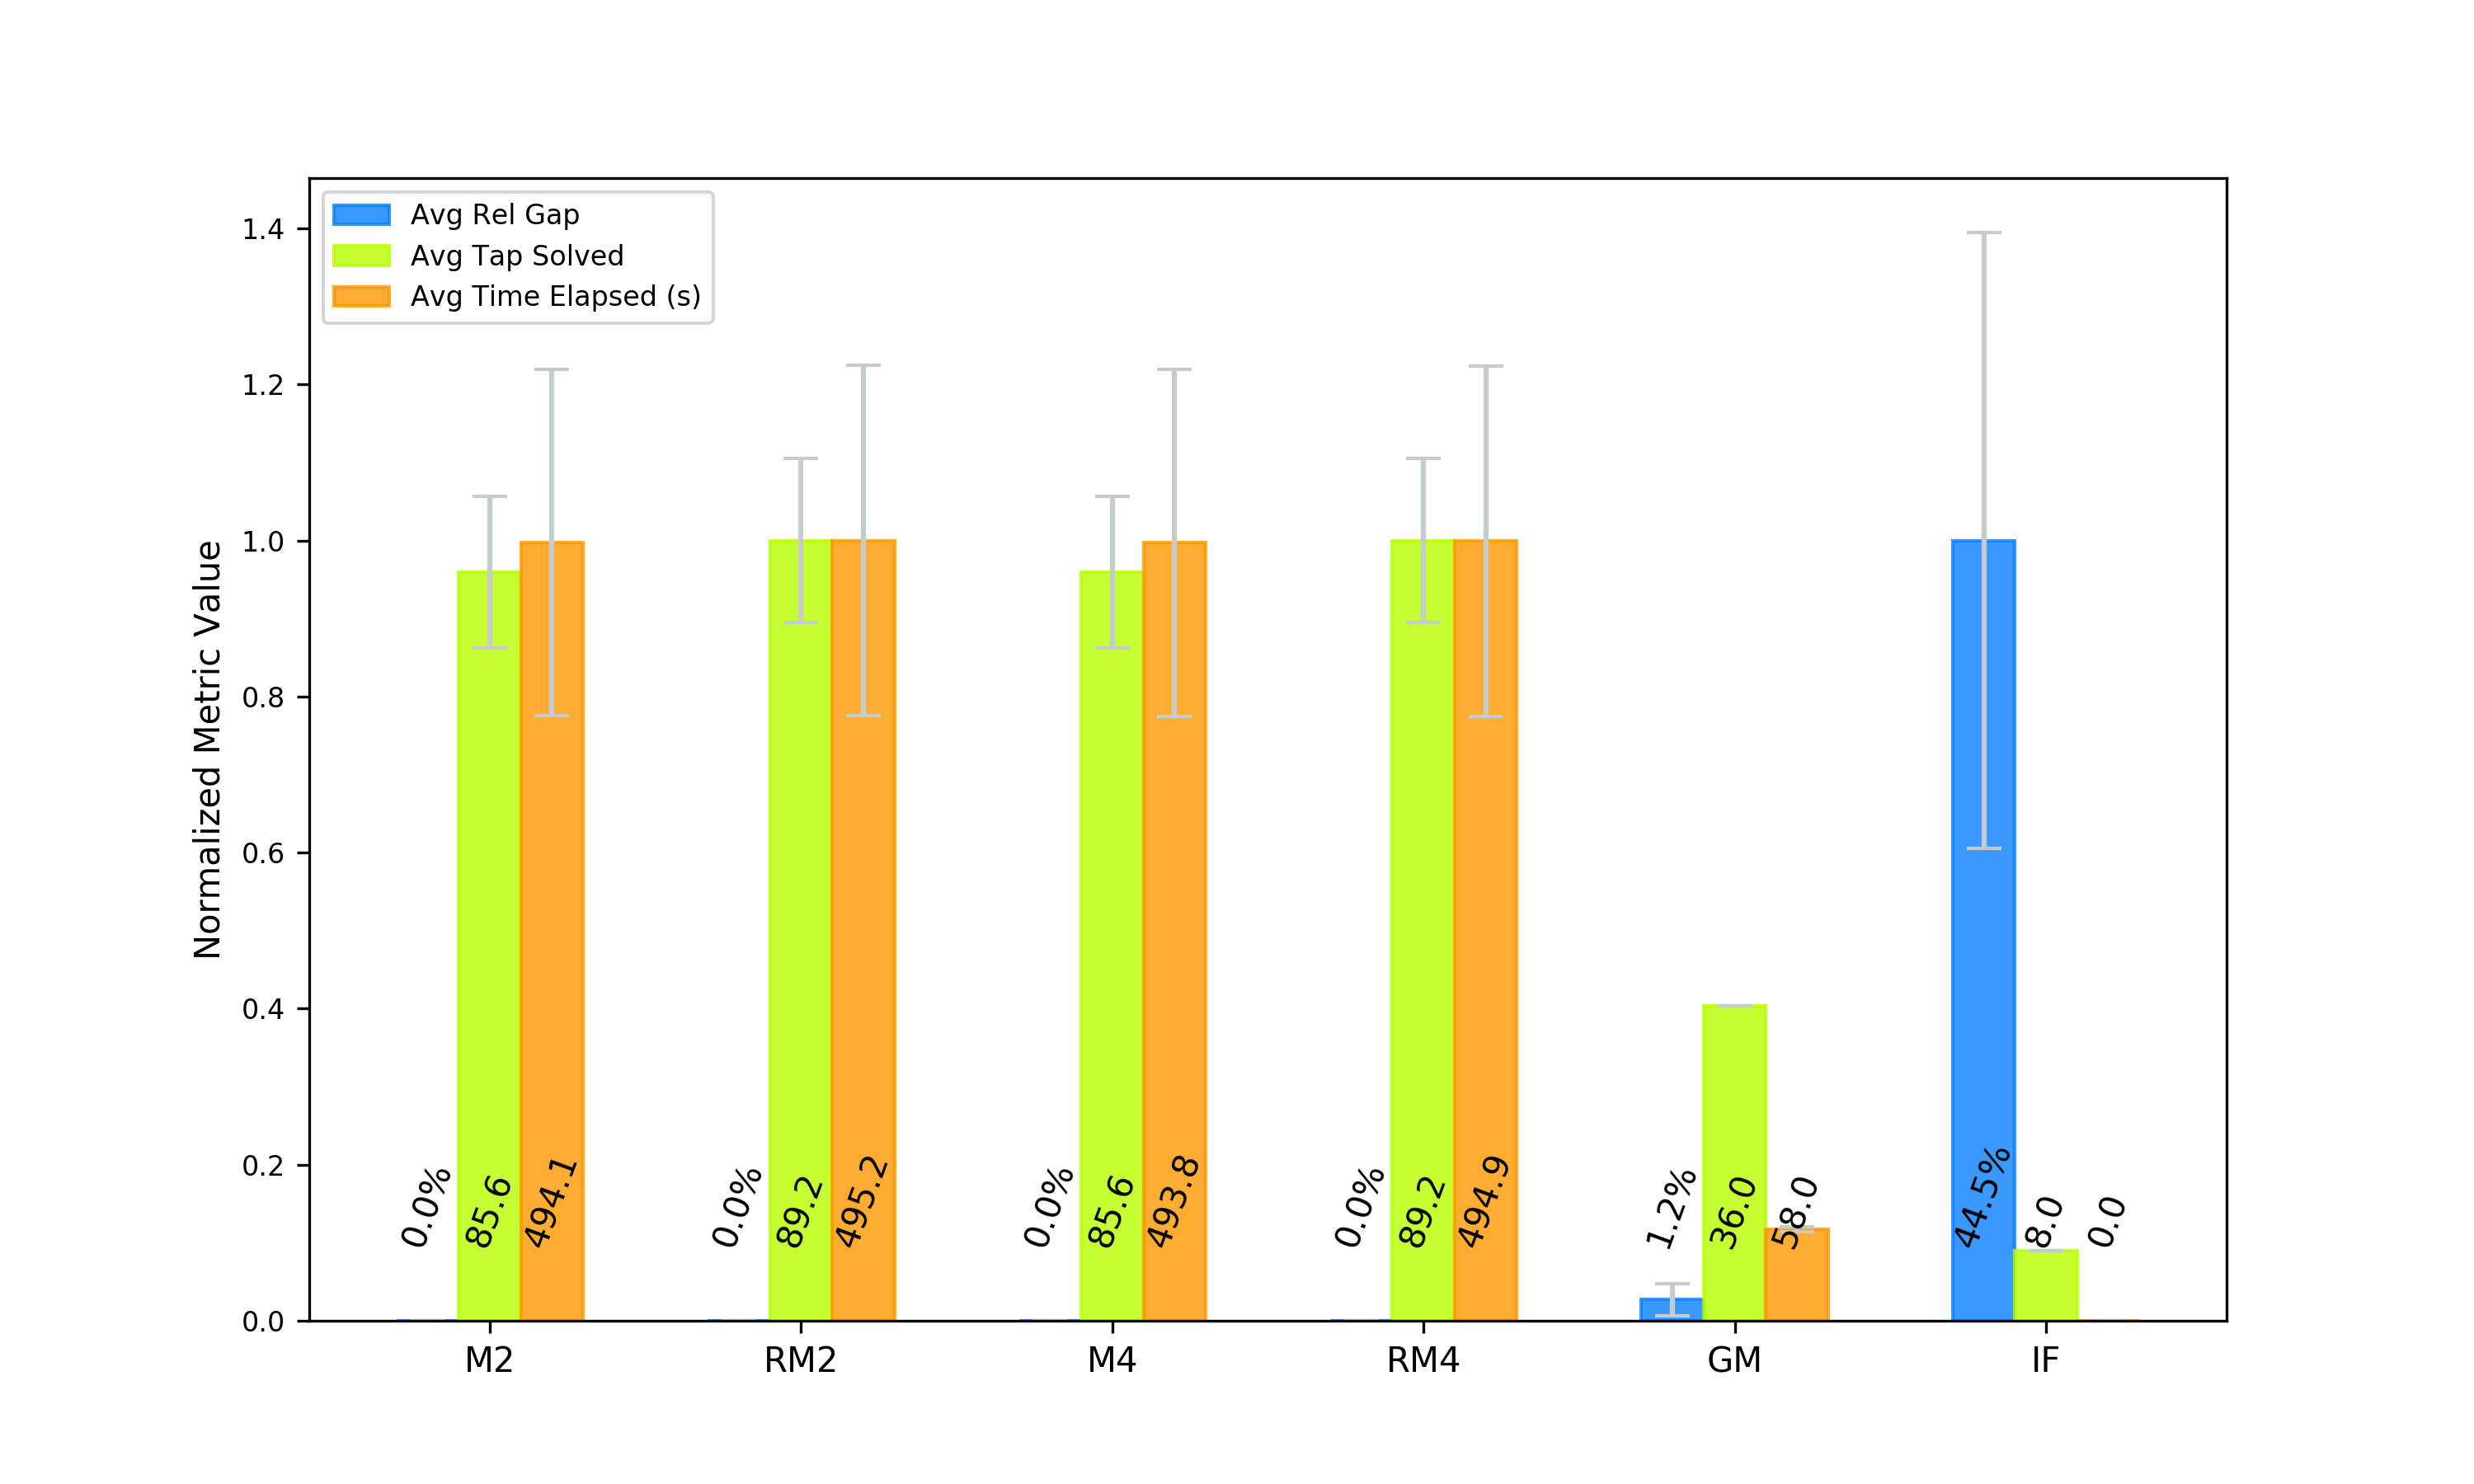 Avg Rel Gap
Avg Tap Solved
Avg Time Elapsed (s)
Normalized Metric Value
1.4
1.2
1.0
0.8
0.6
0.4
0.2
0.0
0.0% 85.6 494.1
0.0% 89.2 495.2
0.0% 85.6 493.8
0.0% 89.2 494.9
1.2% 36.0 58.0
44.5% 8.0 0.0
M2 RM2 M4 RM4 GM IF